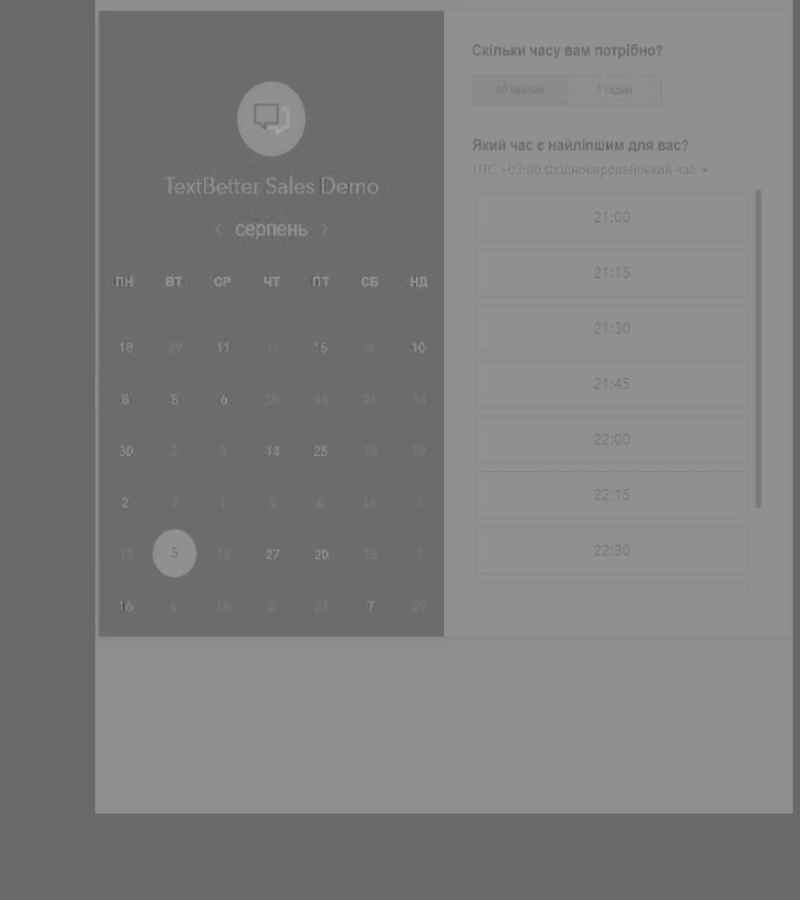 TextBetter Sales Demo
‹ серпень ›
ПН ВТ СР ЧТ ПТ СБ НД
18 29 11 11 15 4 10
8 5 6 30 14 26 14
30 2 3 14 25 15 19
2 7 1 5 6 16 7
15 5 18 27 20 15 7
16 6 16 6 27 7 29
Скільки часу вам потрібно?
40 хвилин 1 годин
Який час є найліпшим для вас?
UTC +03:00 Східноєвропейський час
21:00
21:15
21:30
21:45
22:00
22:15
22:30